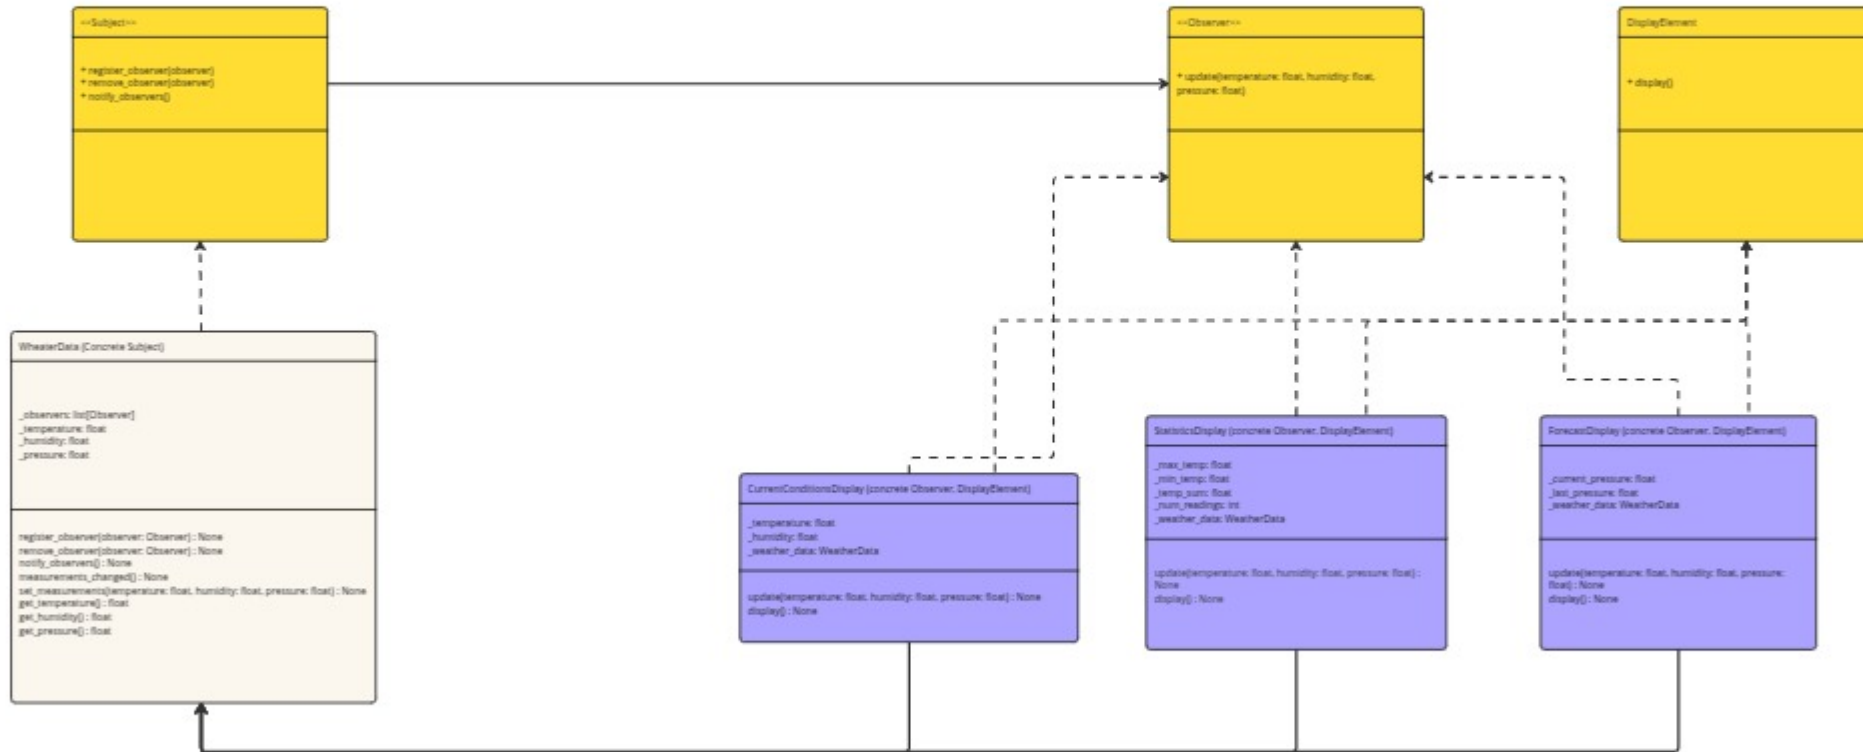 <<Subject>>
+ register_observer(observer)
+ remove_observer(observer)
+ notify_observers()
<<Observer>>
+ update(temperature: float, humidity: float,
pressure: float)
DisplayElement
+ display()
WheaterData (Concrete Subject)
_observers: list[Observer]
_temperature: float
_humidity: float
_pressure: float
register_observer(observer: Observer) : None
remove_observer(observer: Observer) : None
notify_observers() : None
measurements_changed() : None
set_measurements(temperature: float, humidity: float, pressure: float) : None
get_temperature() : float
get_humidity() : float
get_pressure() : float
CurrentConditionsDisplay (concrete Observer, DisplayElement)
_temperature: float
_humidity: float
_weather_data: WeatherData
update(temperature: float, humidity: float, pressure: float) : None
display() : None
StatisticsDisplay (concrete Observer, DisplayElement)
_max_temp: float
_min_temp: float
_temp_sum: float
_num_readings: int
_weather_data: WeatherData
update(temperature: float, humidity: float, pressure: float) :
None
display() : None
ForecastDisplay (concrete Observer, DisplayElement)
_current_pressure: float
_last_pressure: float
_weather_data: WeatherData
update(temperature: float, humidity: float, pressure:
float) : None
display() : None